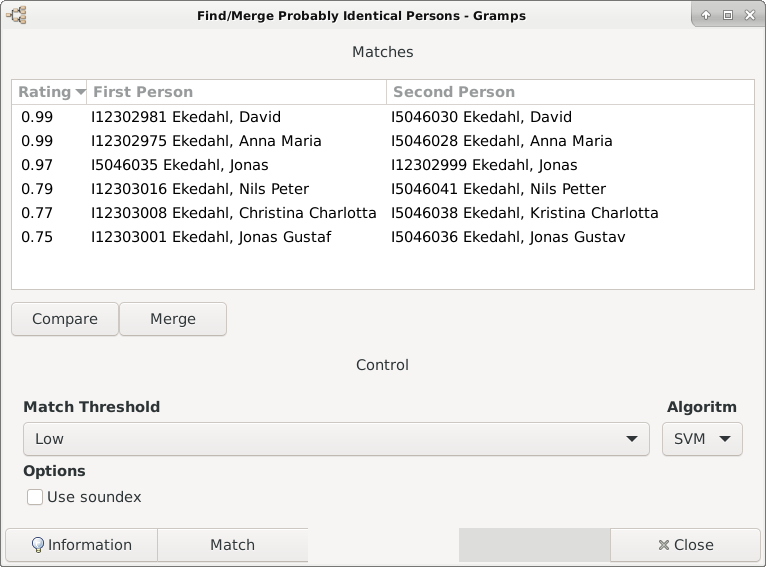 Find/Merge Probably Identical Persons - Gramps
Matches
Rating First Person Second Person
0.99 I12302981 Ekedahl, David I5046030 Ekedahl, David
0.99 I12302975 Ekedahl, Anna Maria I5046028 Ekedahl, Anna Maria
0.97 I5046035 Ekedahl, Jonas I12302999 Ekedahl, Jonas
0.79 I12303016 Ekedahl, Nils Peter I5046041 Ekedahl, Nils Petter
0.77 I12303008 Ekedahl, Christina Charlotta I5046038 Ekedahl, Kristina Charlotta
0.75 I12303001 Ekedahl, Jonas Gustaf I5046036 Ekedahl, Jonas Gustav
Compare Merge
Control
Match Threshold Algoritm
Low SVM
Options
Use soundex
Information Match Close